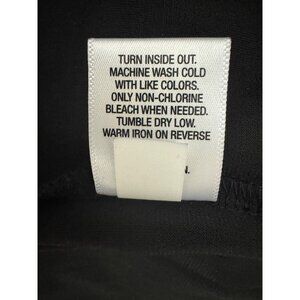 TURN INSIDE OUT.
MACHINE WASH COLD
WITH LIKE COLORS.
ONLY NON-CHLORINE
BLEACH WHEN NEEDED.
TUMBLE DRY LOW.
WARM IRON ON REVERSE